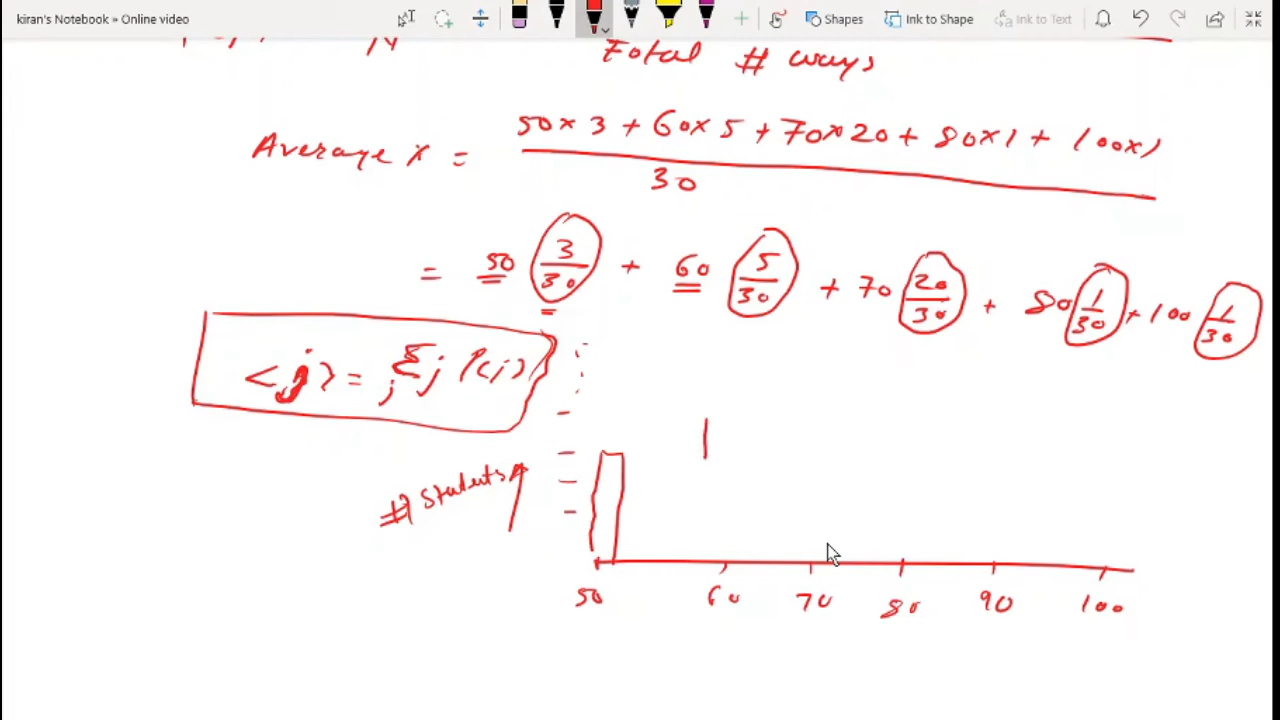 kiran's Notebook » Online video
Shapes
Ink to Shape
Ink to Text
Total # ways
Average x = 50 x 3 + 60 x 5 + 70 x 20 + 80 x 1 + 100 x 1
30
= 50 3/30 + 60 5/30 + 70 20/30 + 80 1/30 + 100 1/30
<j> = Σ j P(j)
j
# Students
50 60 70 80 90 100